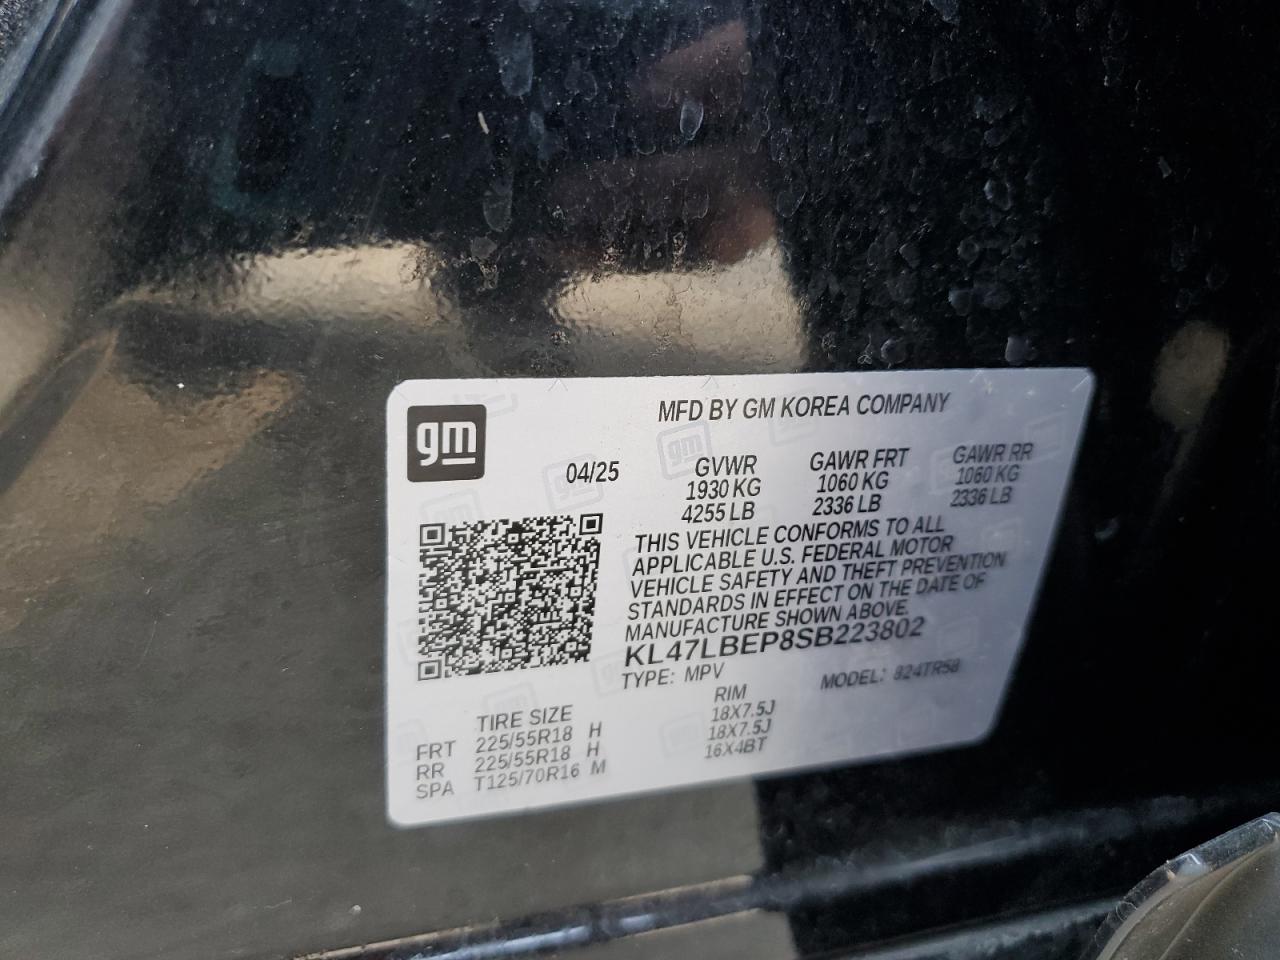 gm
MFD BY GM KOREA COMPANY
04/25
GVWR GAWR FRT GAWR RR
1930 KG 1060 KG 1060 KG
4255 LB 2336 LB 2336 LB
THIS VEHICLE CONFORMS TO ALL
APPLICABLE U.S. FEDERAL MOTOR
VEHICLE SAFETY AND THEFT PREVENTION
STANDARDS IN EFFECT ON THE DATE OF
MANUFACTURE SHOWN ABOVE.
KL47LBEP8SB223802
TYPE: MPV MODEL: 824TR58
TIRE SIZE RIM
FRT 225/55R18 H 18X7.5J
RR 225/55R18 H 18X7.5J
SPA T125/70R16 M 16X4BT